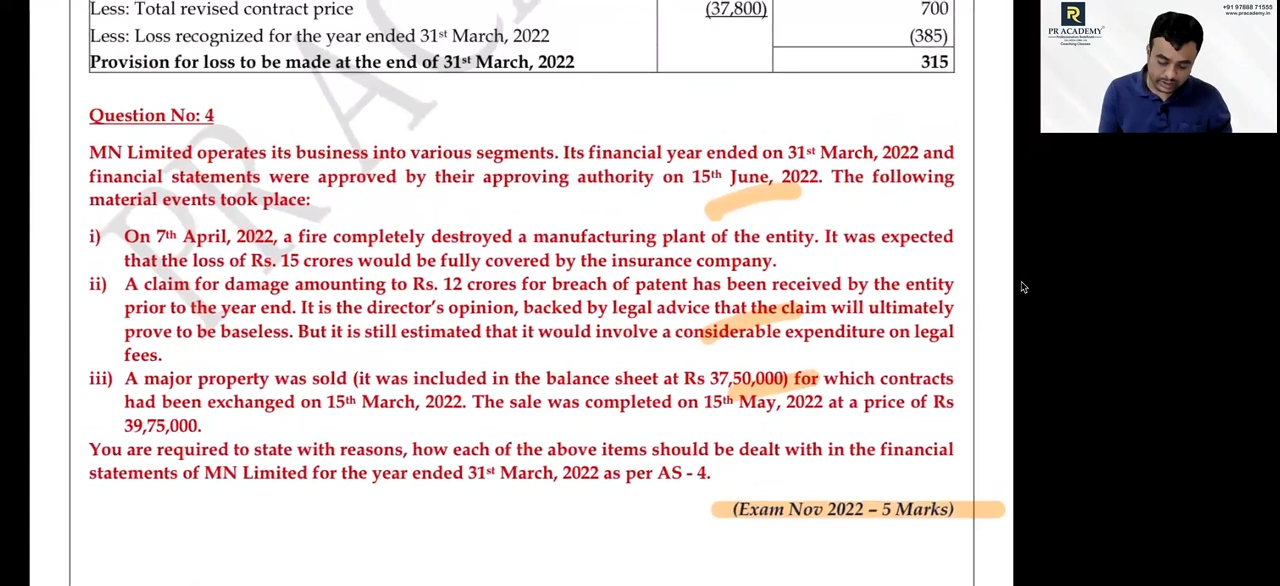 Less: Total revised contract price (37,800) 700
Less: Loss recognized for the year ended 31st March, 2022 (385)
Provision for loss to be made at the end of 31st March, 2022 315
+91 97888 71555
www.pracademy.in
PR ACADEMY
Coaching Classes
Question No: 4
MN Limited operates its business into various segments. Its financial year ended on 31st March, 2022 and
financial statements were approved by their approving authority on 15th June, 2022. The following
material events took place:
i) On 7th April, 2022, a fire completely destroyed a manufacturing plant of the entity. It was expected
that the loss of Rs. 15 crores would be fully covered by the insurance company.
ii) A claim for damage amounting to Rs. 12 crores for breach of patent has been received by the entity
prior to the year end. It is the director's opinion, backed by legal advice that the claim will ultimately
prove to be baseless. But it is still estimated that it would involve a considerable expenditure on legal
fees.
iii) A major property was sold (it was included in the balance sheet at Rs 37,50,000) for which contracts
had been exchanged on 15th March, 2022. The sale was completed on 15th May, 2022 at a price of Rs
39,75,000.
You are required to state with reasons, how each of the above items should be dealt with in the financial
statements of MN Limited for the year ended 31st March, 2022 as per AS - 4.
(Exam Nov 2022 – 5 Marks)
PR AC